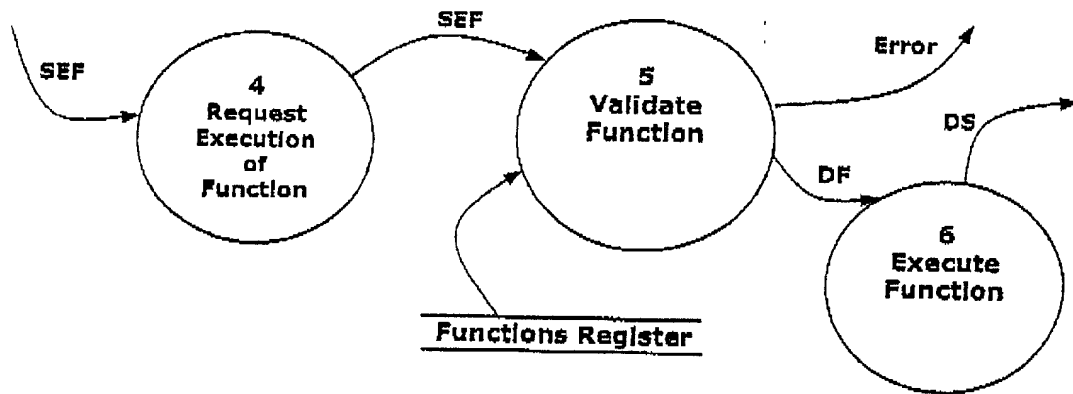 SEF
4
Request
Execution
of
Function
SEF
5
Validate
Function
Error
DS
DF
6
Execute
Function
Functions Register